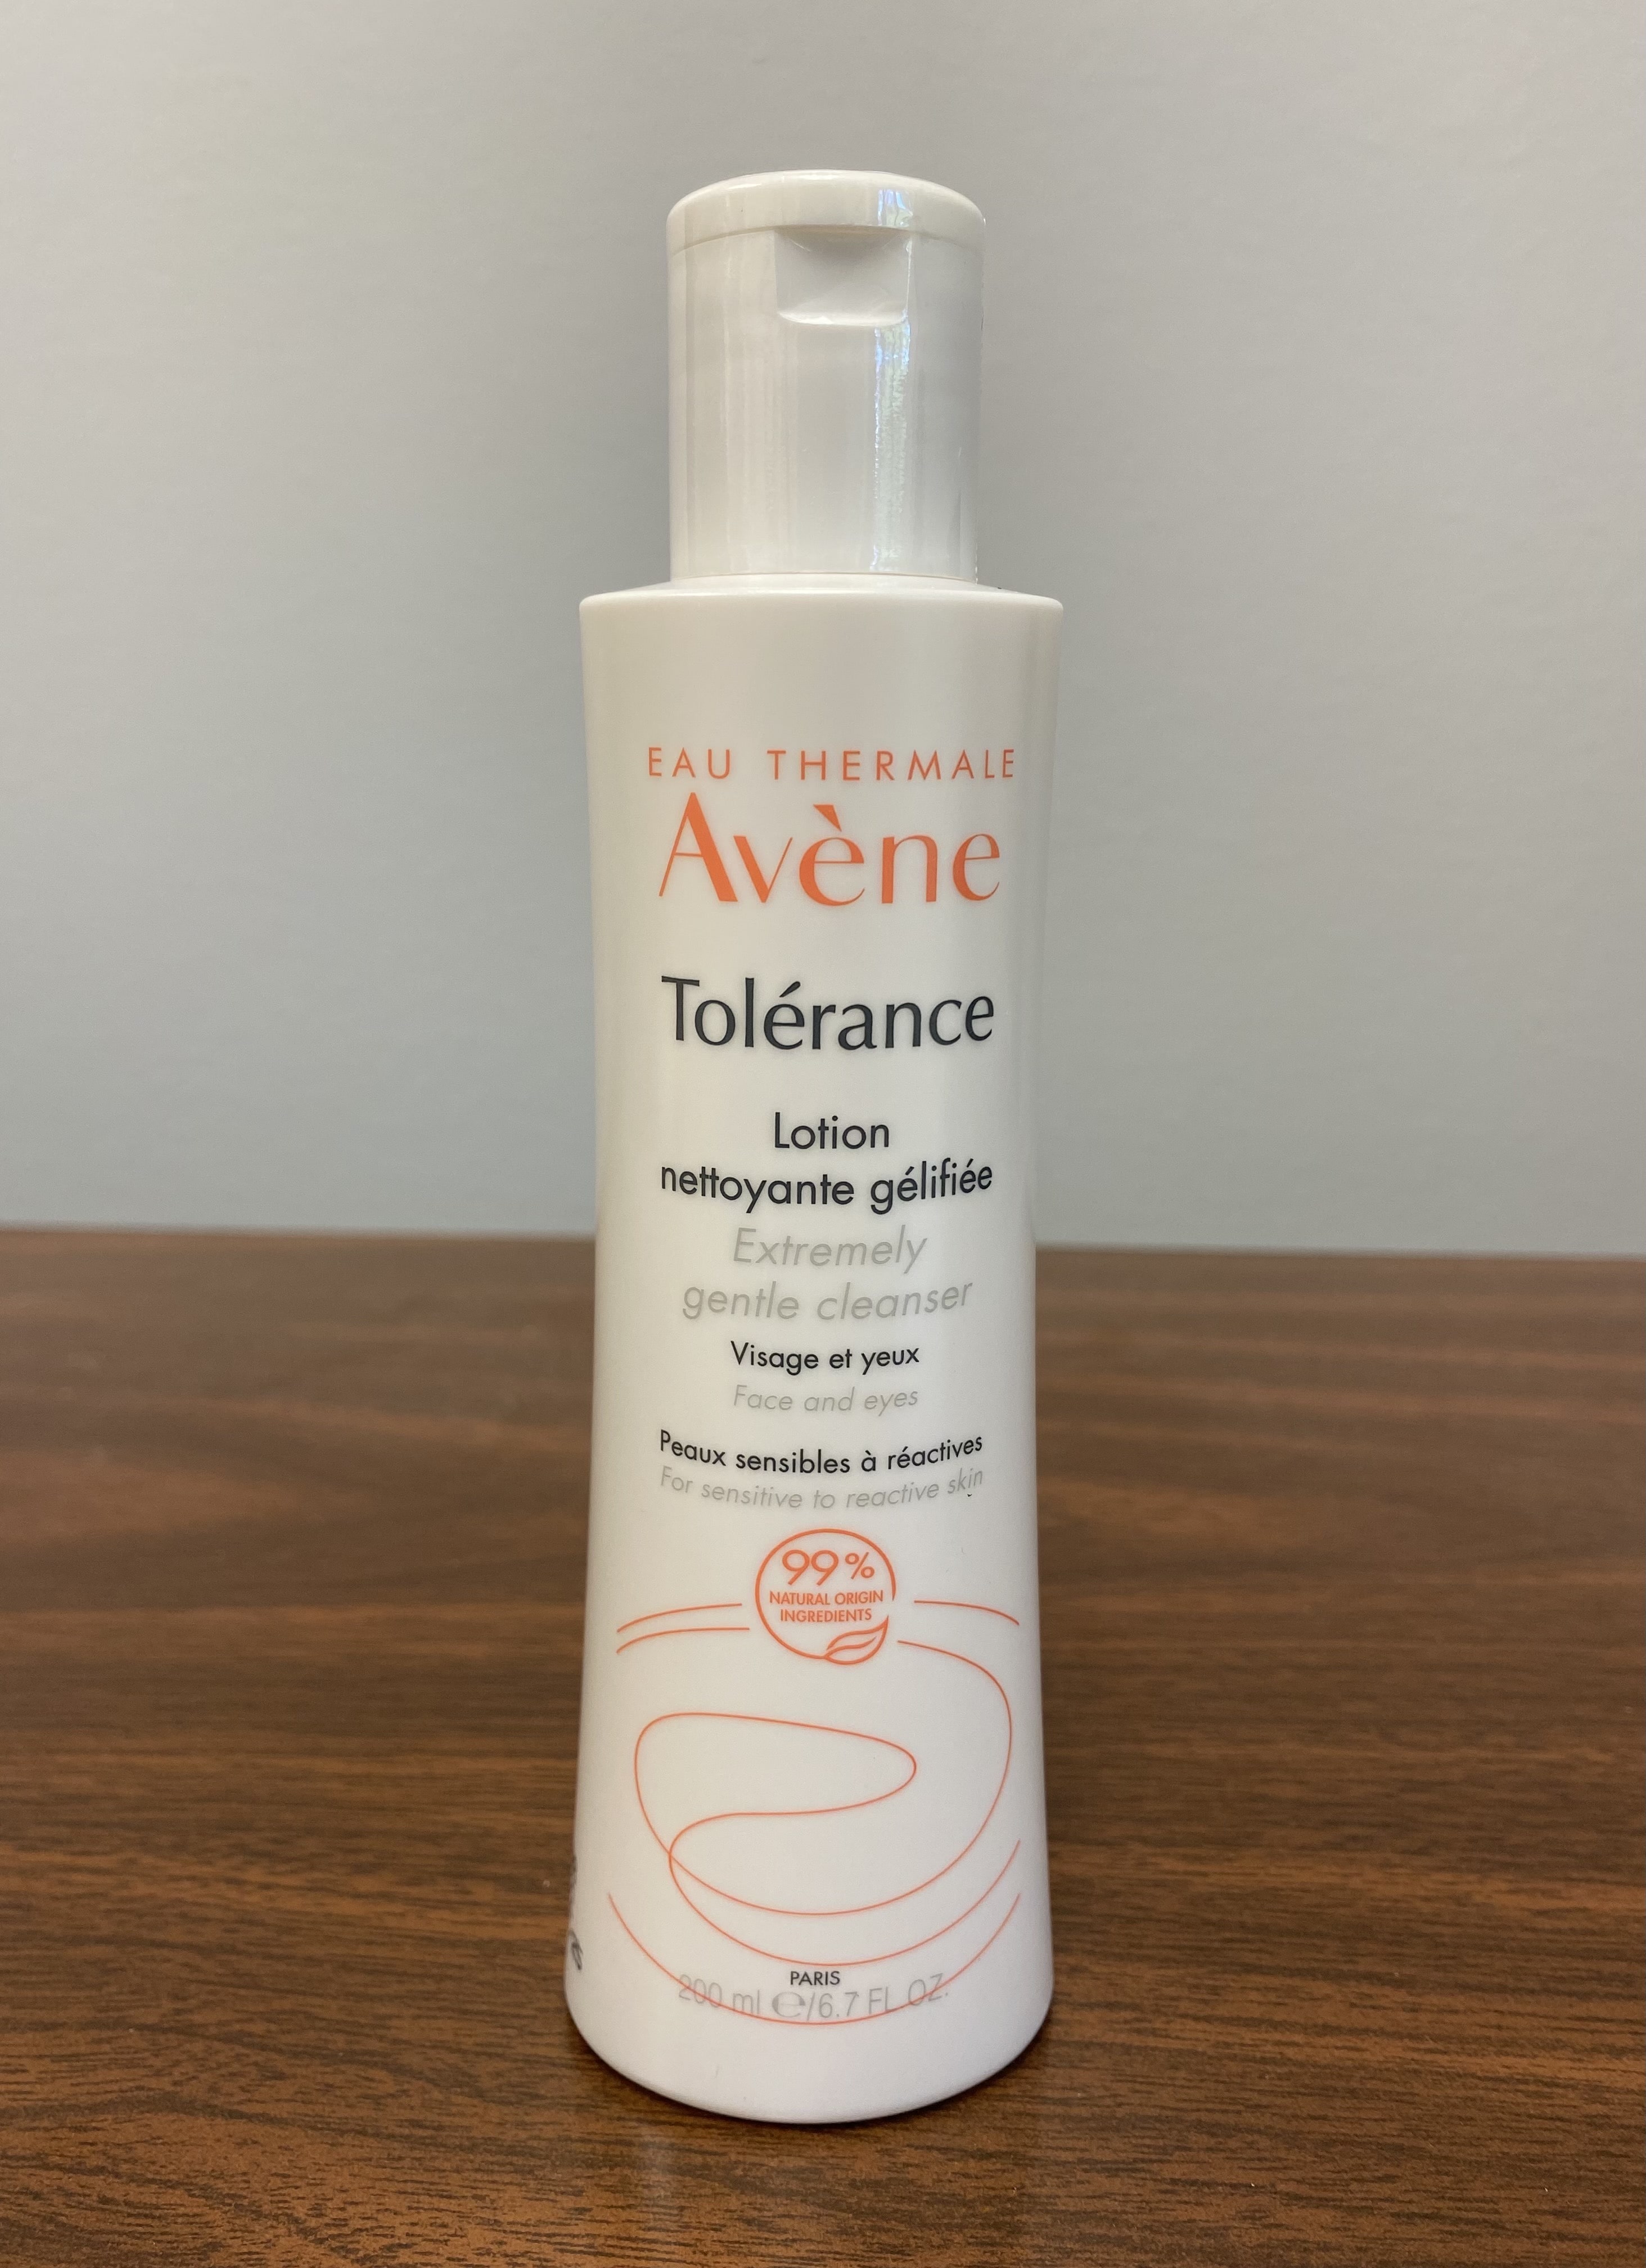 EAU THERMALE
Avène
Tolérance
Lotion
nettoyante gélifiée
Extremely
gentle cleanser
Visage et yeux
Face and eyes
Peaux sensibles à réactives
For sensitive to reactive skin
99%
NATURAL ORIGIN
INGREDIENTS
PARIS
200 ml ℮/6.7 FL. OZ.